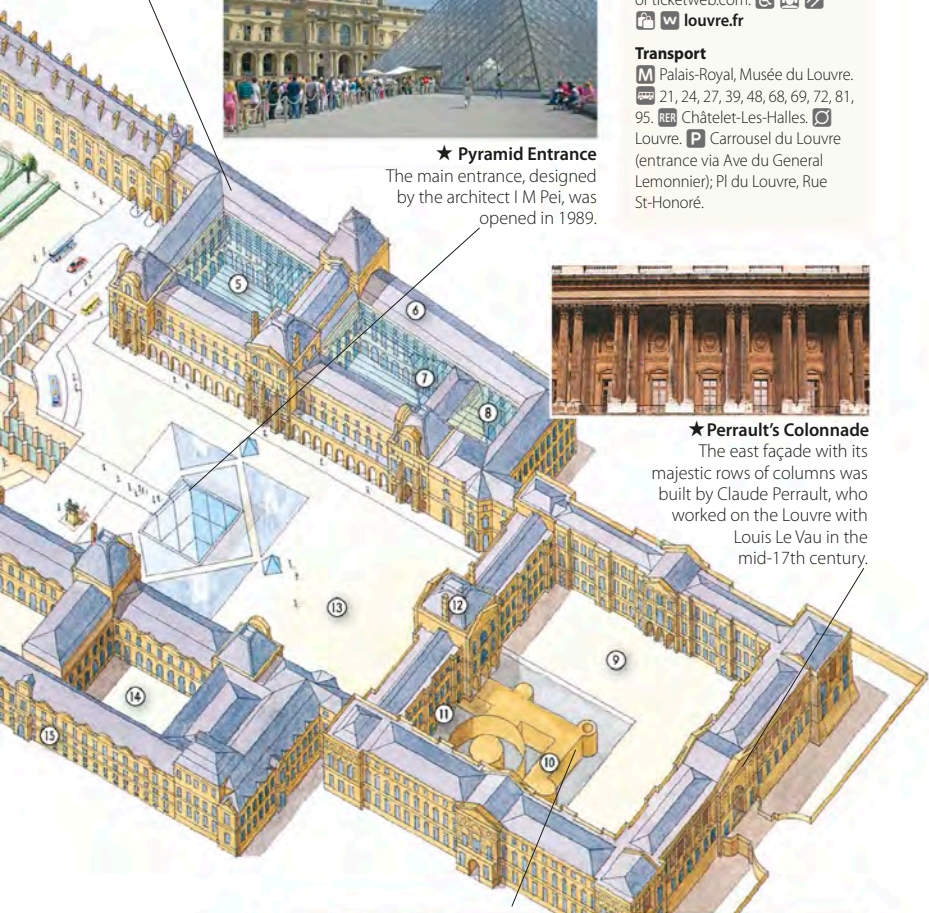 or ticketweb.com.
W louvre.fr
Transport
M Palais-Royal, Musée du Louvre.
21, 24, 27, 39, 48, 68, 69, 72, 81,
95. RER Châtelet-Les-Halles.
Louvre. P Carrousel du Louvre
(entrance via Ave du General
Lemonnier); Pl du Louvre, Rue
St-Honoré.
★ Pyramid Entrance
The main entrance, designed
by the architect I M Pei, was
opened in 1989.
★ Perrault's Colonnade
The east façade with its
majestic rows of columns was
built by Claude Perrault, who
worked on the Louvre with
Louis Le Vau in the
mid-17th century.
5
6
7
8
9
10
11
12
13
14
15